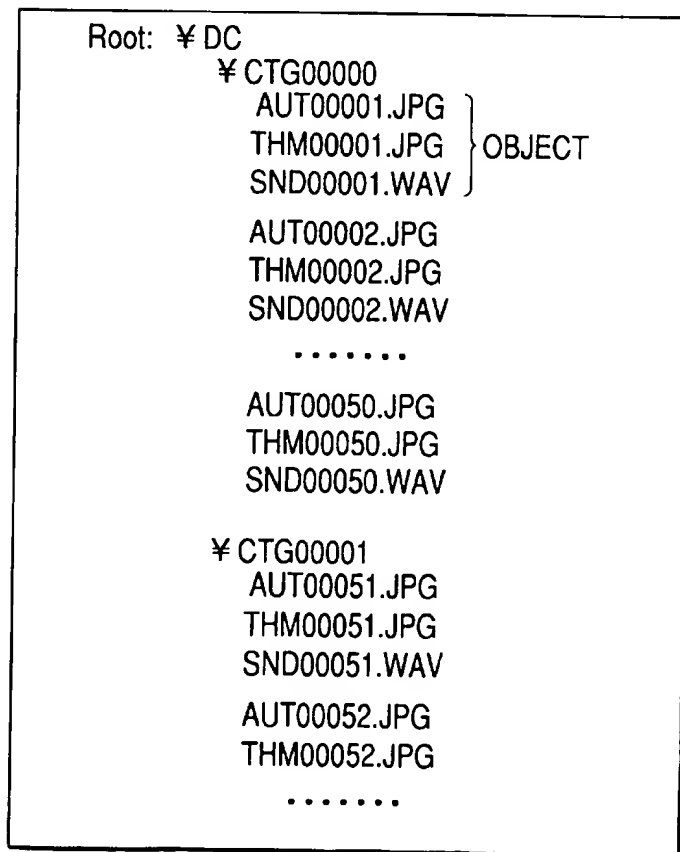 Root: ¥ DC
¥ CTG00000
AUT00001.JPG
THM00001.JPG OBJECT
SND00001.WAV
AUT00002.JPG
THM00002.JPG
SND00002.WAV
.......
AUT00050.JPG
THM00050.JPG
SND00050.WAV
¥ CTG00001
AUT00051.JPG
THM00051.JPG
SND00051.WAV
AUT00052.JPG
THM00052.JPG
.......